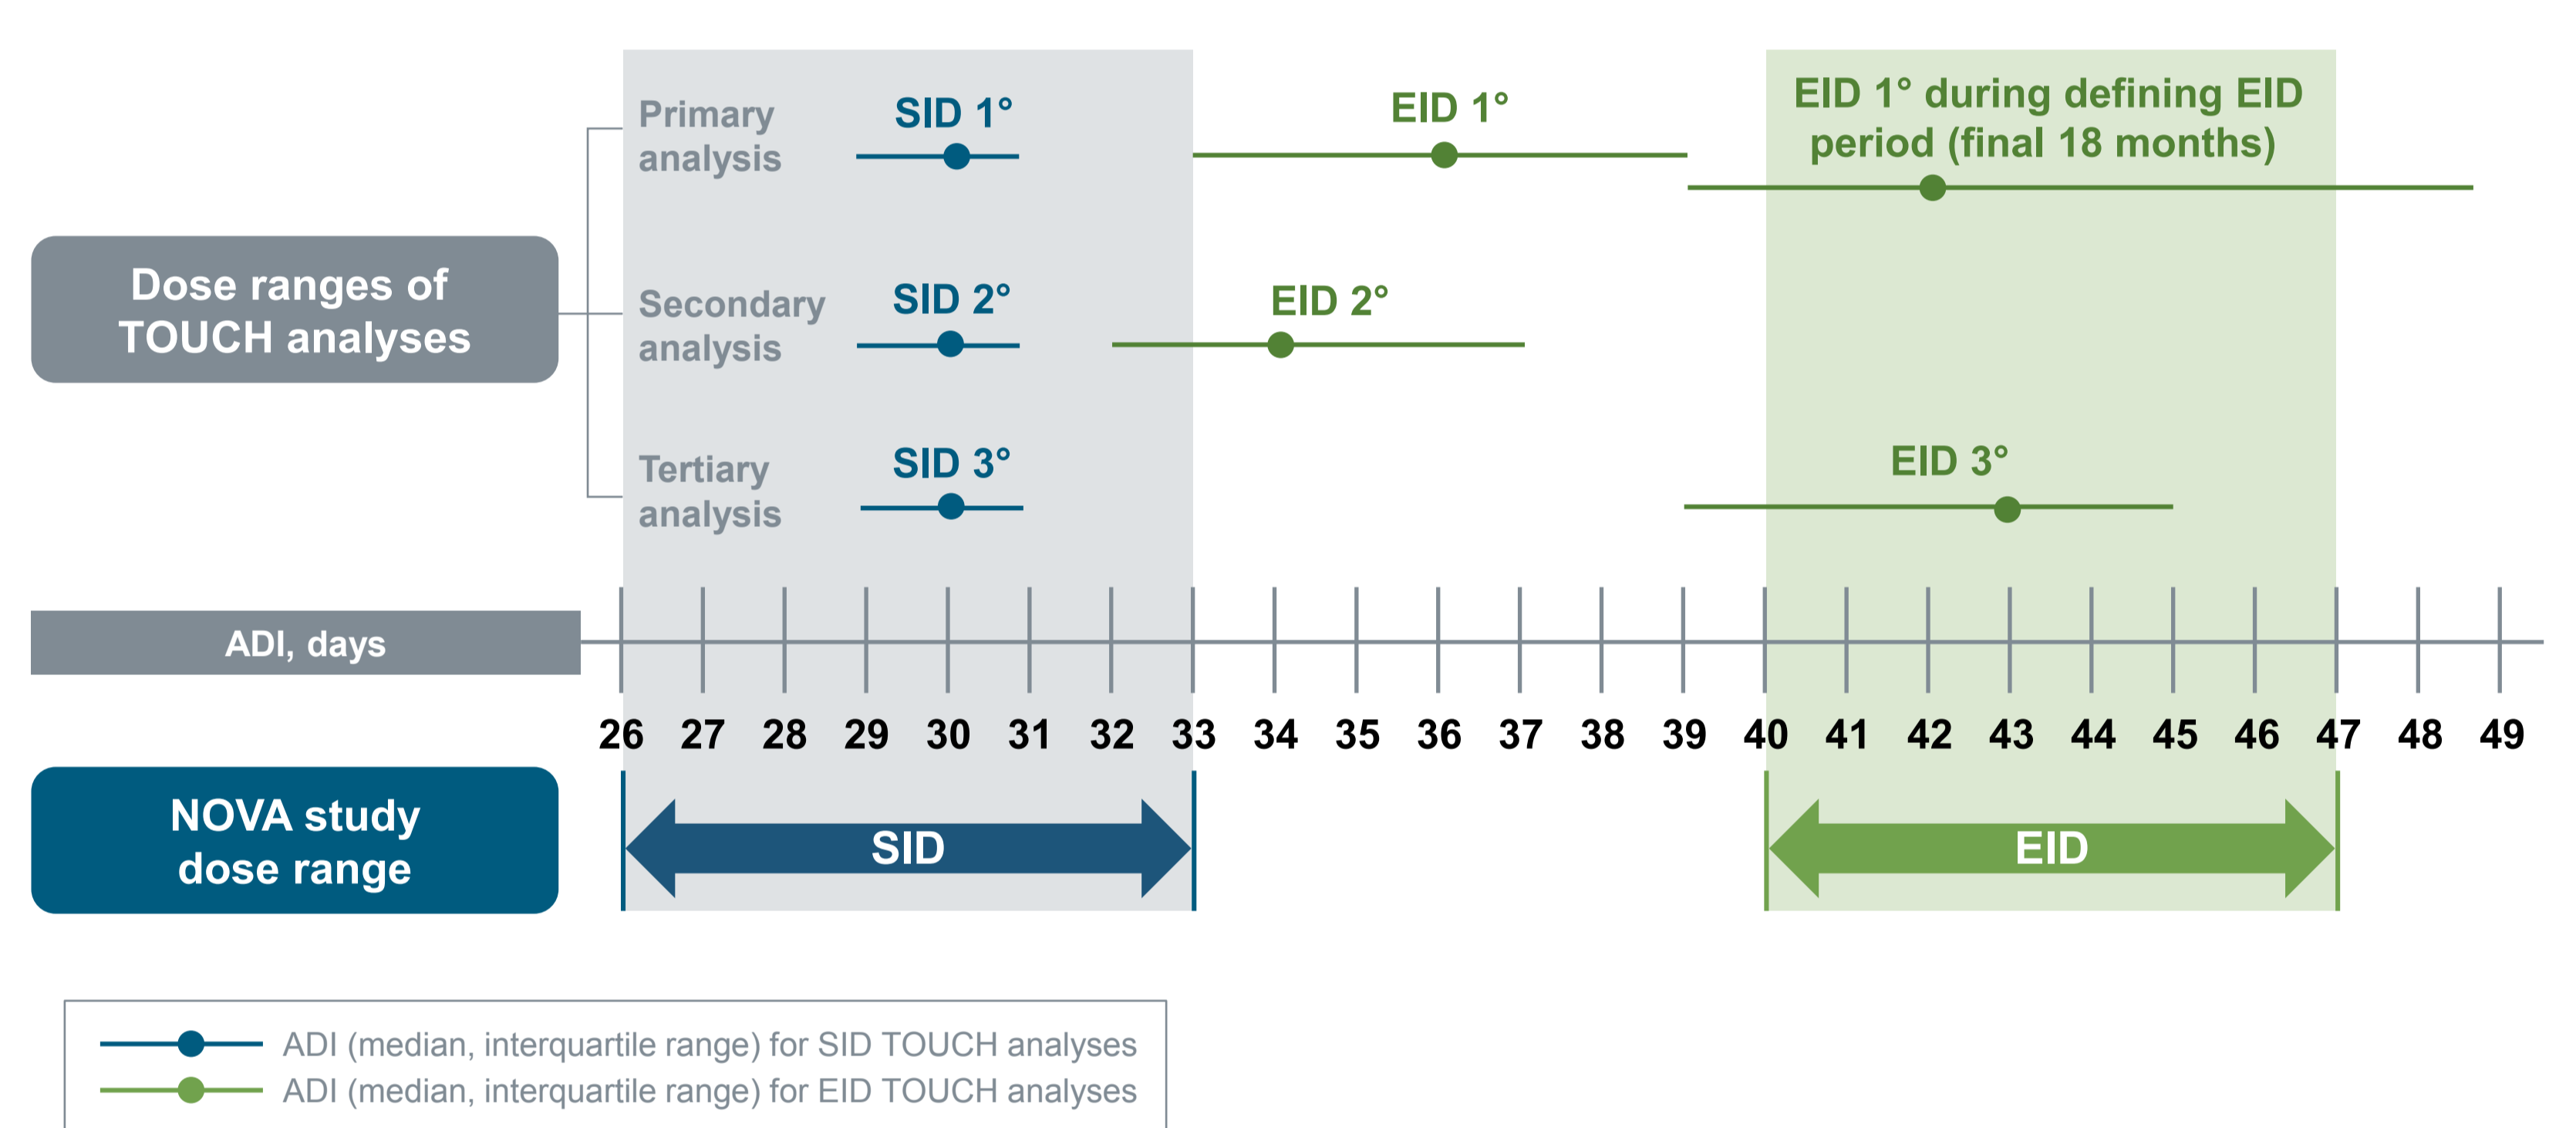 Primary
analysis
SID 1°
EID 1°
EID 1° during defining EID
period (final 18 months)
Dose ranges of
TOUCH analyses
Secondary
analysis
SID 2°
EID 2°
Tertiary
analysis
SID 3°
EID 3°
ADI, days
26 27 28 29 30 31 32 33 34 35 36 37 38 39 40 41 42 43 44 45 46 47 48 49
NOVA study
dose range
SID
EID
ADI (median, interquartile range) for SID TOUCH analyses
ADI (median, interquartile range) for EID TOUCH analyses